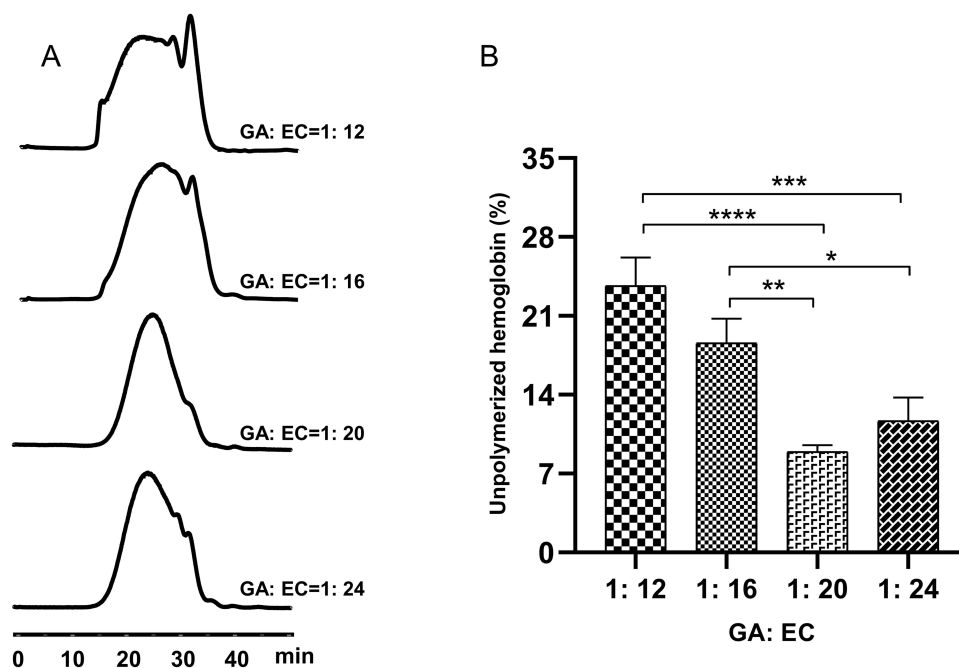 A
GA: EC=1: 12
GA: EC=1: 16
GA: EC=1: 20
GA: EC=1: 24
0 10 20 30 40 min
B
Unpolymerized hemoglobin (%)
35
28
21
14
7
0
***
****
*
**
1: 12 1: 16 1: 20 1: 24
GA: EC